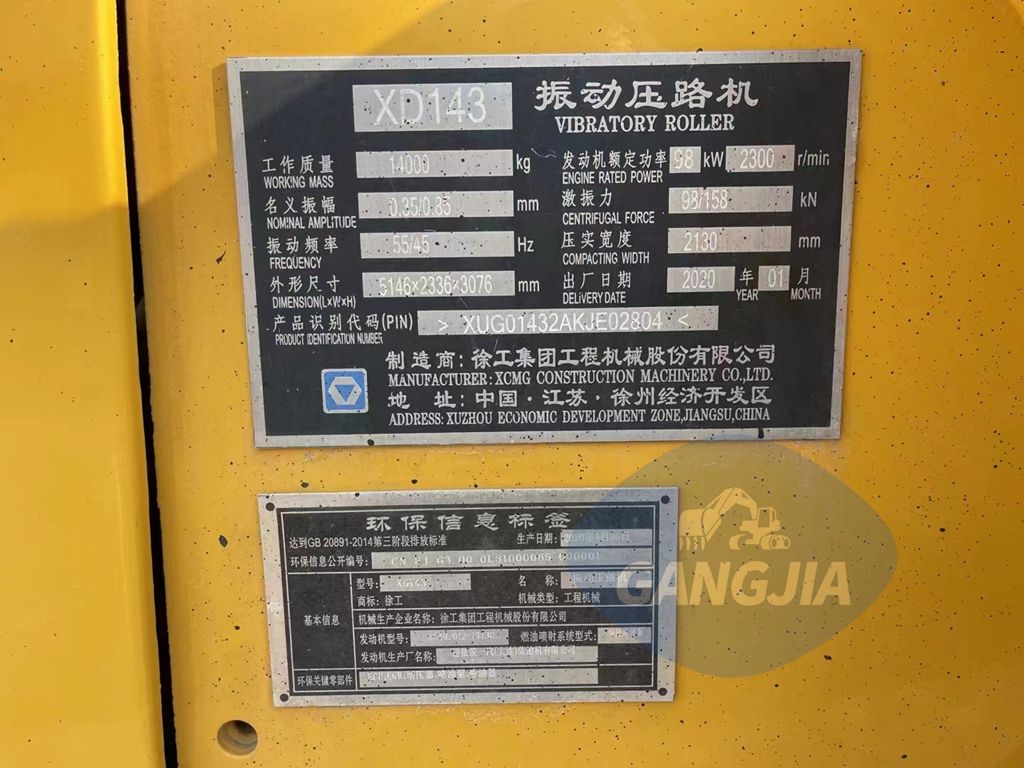 XD143 振动压路机
VIBRATORY ROLLER
工作质量 14000 kg 发动机额定功率 98 kW 2300 r/min
WORKING MASS ENGINE RATED POWER
名义振幅 0.35/0.85 mm 激振力 98/158 kN
NOMINAL AMPLITUDE CENTRIFUGAL FORCE
振动频率 55/45 Hz 压实宽度 2130 mm
FREQUENCY COMPACTING WIDTH
外形尺寸 5146×2336×3076 mm 出厂日期 2020 年 01 月
DIMENSION(L×W×H) DELIVERY DATE YEAR MONTH
产品识别代码(PIN) > XUG01432AKJE02804 <
PRODUCT IDENTIFICATION NUMBER
制造商:徐工集团工程机械股份有限公司
MANUFACTURER: XCMG CONSTRUCTION MACHINERY CO.,LTD.
地 址:中国·江苏·徐州经济开发区
ADDRESS: XUZHOU ECONOMIC DEVELOPMENT ZONE,JIANGSU,CHINA
环保信息标签
达到GB 20891-2014第三阶段排放标准 生产日期:
环保信息公开编号:
型号: 名 称: 振动压路机
商标: 徐工 机械类型: 工程机械
基本信息
机械生产企业名称: 徐工集团工程机械股份有限公司
发动机型号: 燃油喷射系统型式:
发动机生产厂名称:
环保关键零部件
GANGJIA